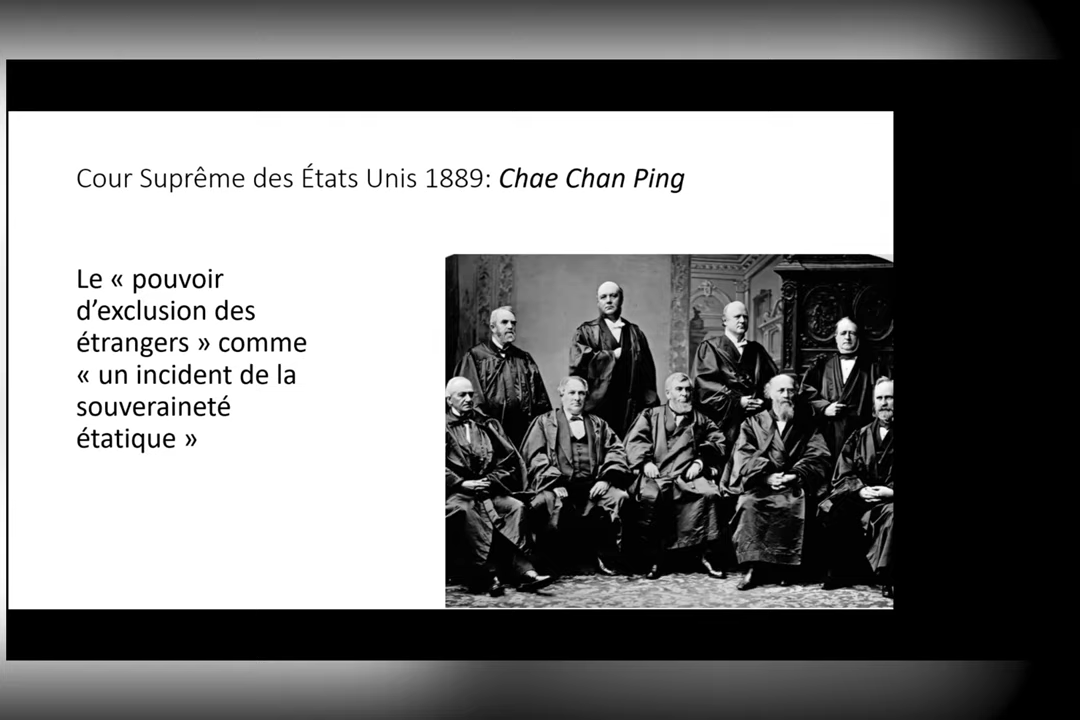 Cour Suprême des États Unis 1889: Chae Chan Ping
Le « pouvoir
d’exclusion des
étrangers » comme
« un incident de la
souveraineté
étatique »